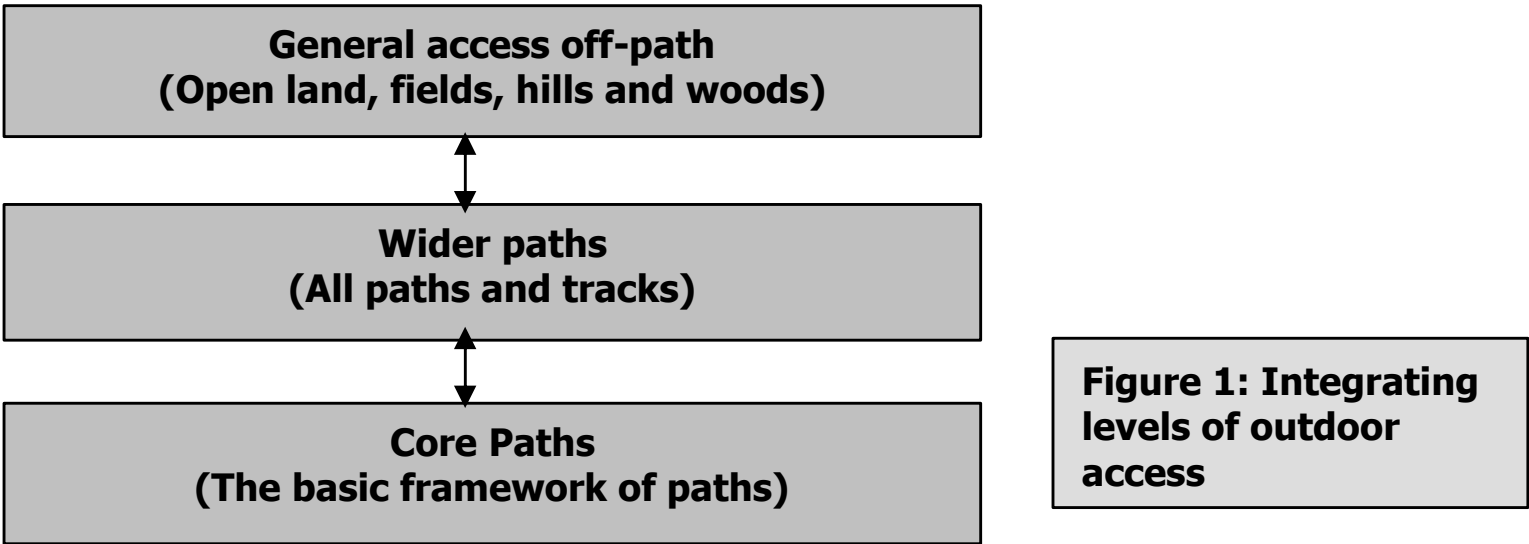 General access off-path
(Open land, fields, hills and woods)
Wider paths
(All paths and tracks)
Core Paths
(The basic framework of paths)
Figure 1: Integrating
levels of outdoor
access